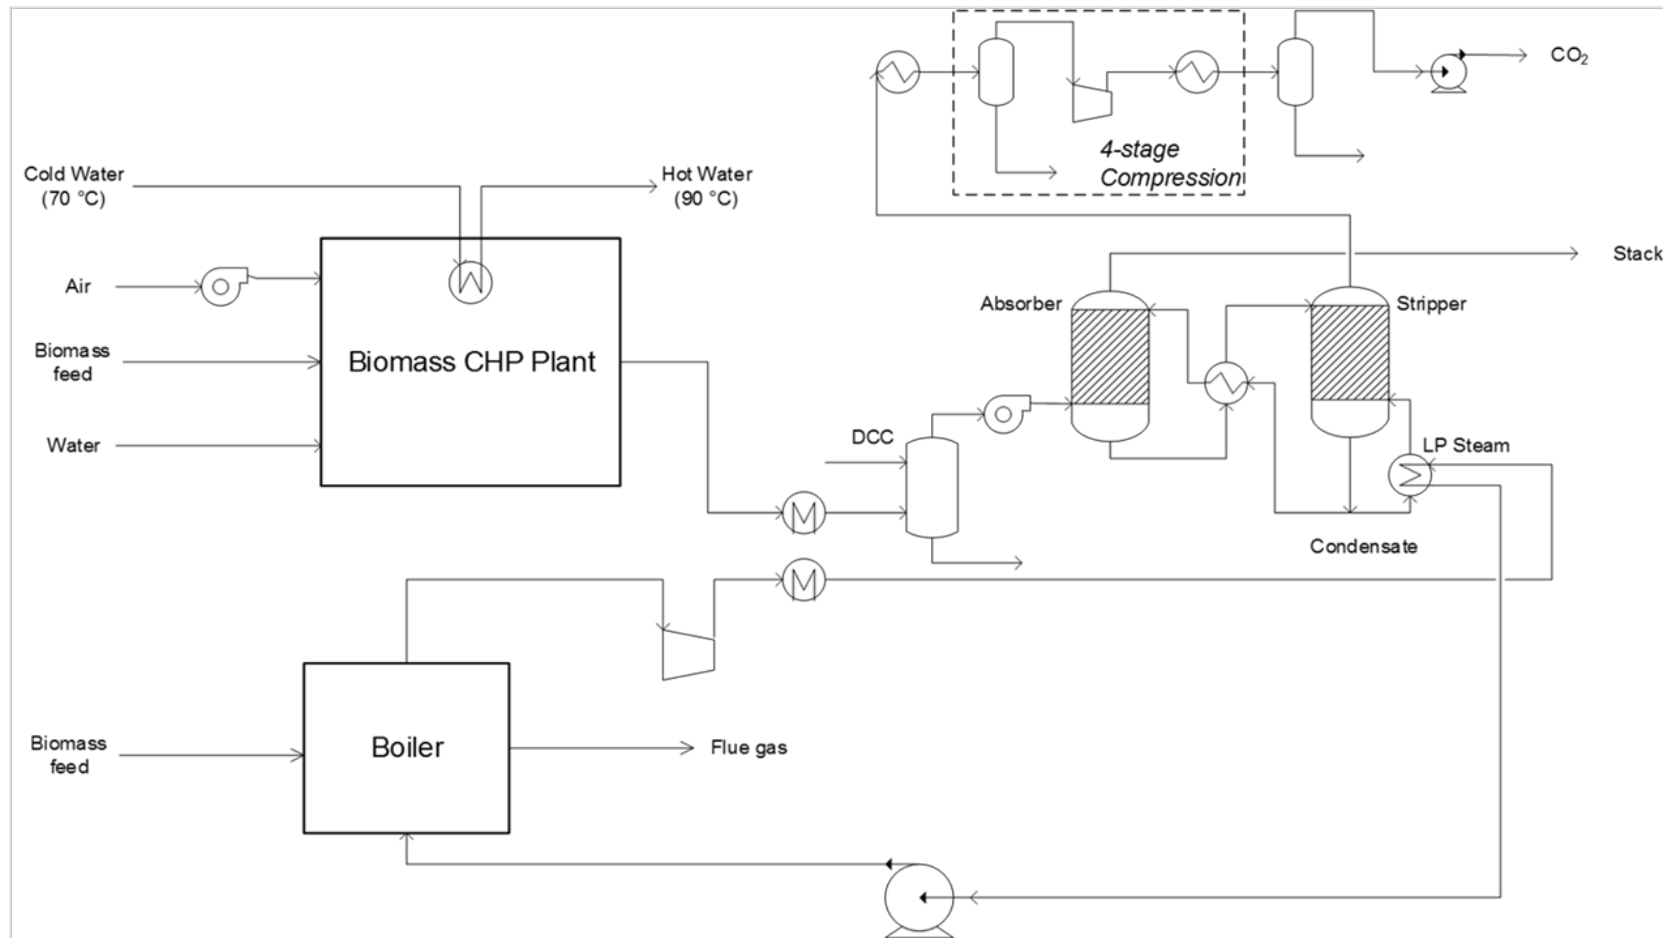 CO₂
4-stage
Compression
Cold Water
(70 °C)
Hot Water
(90 °C)
Stack
Air
Absorber
Stripper
Biomass
feed
Biomass CHP Plant
Water
DCC
LP Steam
Condensate
Biomass
feed
Boiler
Flue gas